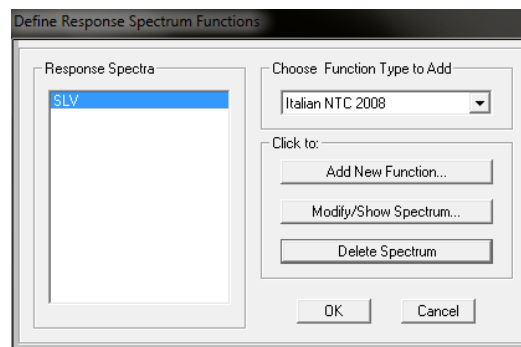 Define Response Spectrum Functions
Response Spectra
SLV
Choose Function Type to Add
Italian NTC 2008
Click to:
Add New Function...
Modify/Show Spectrum...
Delete Spectrum
OK
Cancel